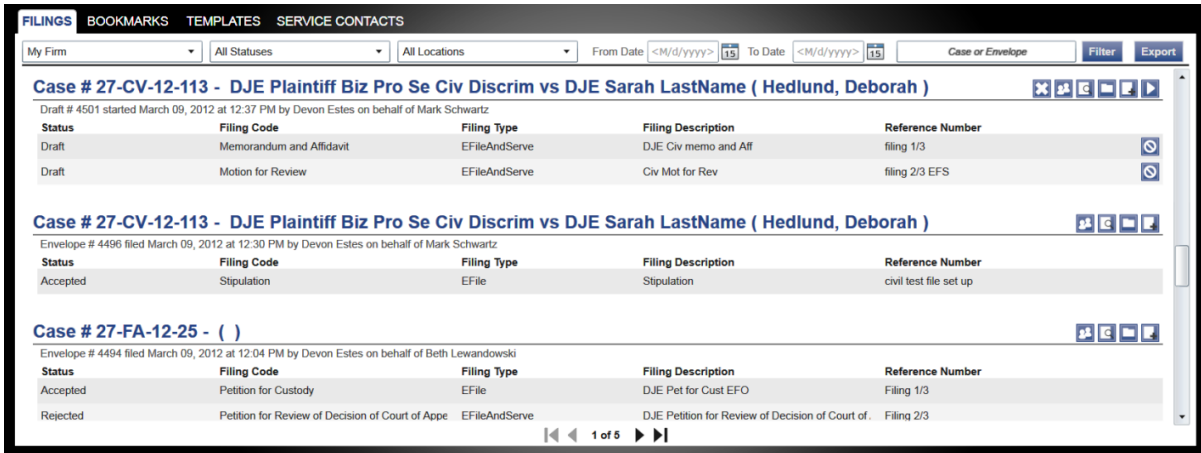 FILINGS BOOKMARKS TEMPLATES SERVICE CONTACTS
My Firm All Statuses All Locations From Date <M/d/yyyy> 15 To Date <M/d/yyyy> 15 Case or Envelope Filter Export
Case # 27-CV-12-113 - DJE Plaintiff Biz Pro Se Civ Discrim vs DJE Sarah LastName ( Hedlund, Deborah )
Draft # 4501 started March 09, 2012 at 12:37 PM by Devon Estes on behalf of Mark Schwartz
Status Filing Code Filing Type Filing Description Reference Number
Draft Memorandum and Affidavit EFileAndServe DJE Civ memo and Aff filing 1/3
Draft Motion for Review EFileAndServe Civ Mot for Rev filing 2/3 EFS
Case # 27-CV-12-113 - DJE Plaintiff Biz Pro Se Civ Discrim vs DJE Sarah LastName ( Hedlund, Deborah )
Envelope # 4496 filed March 09, 2012 at 12:30 PM by Devon Estes on behalf of Mark Schwartz
Status Filing Code Filing Type Filing Description Reference Number
Accepted Stipulation EFile Stipulation civil test file set up
Case # 27-FA-12-25 - ( )
Envelope # 4494 filed March 09, 2012 at 12:04 PM by Devon Estes on behalf of Beth Lewandowski
Status Filing Code Filing Type Filing Description Reference Number
Accepted Petition for Custody EFile DJE Pet for Cust EFO Filing 1/3
Rejected Petition for Review of Decision of Court of Appe EFileAndServe DJE Petition for Review of Decision of Court of . Filing 2/3
1 of 5